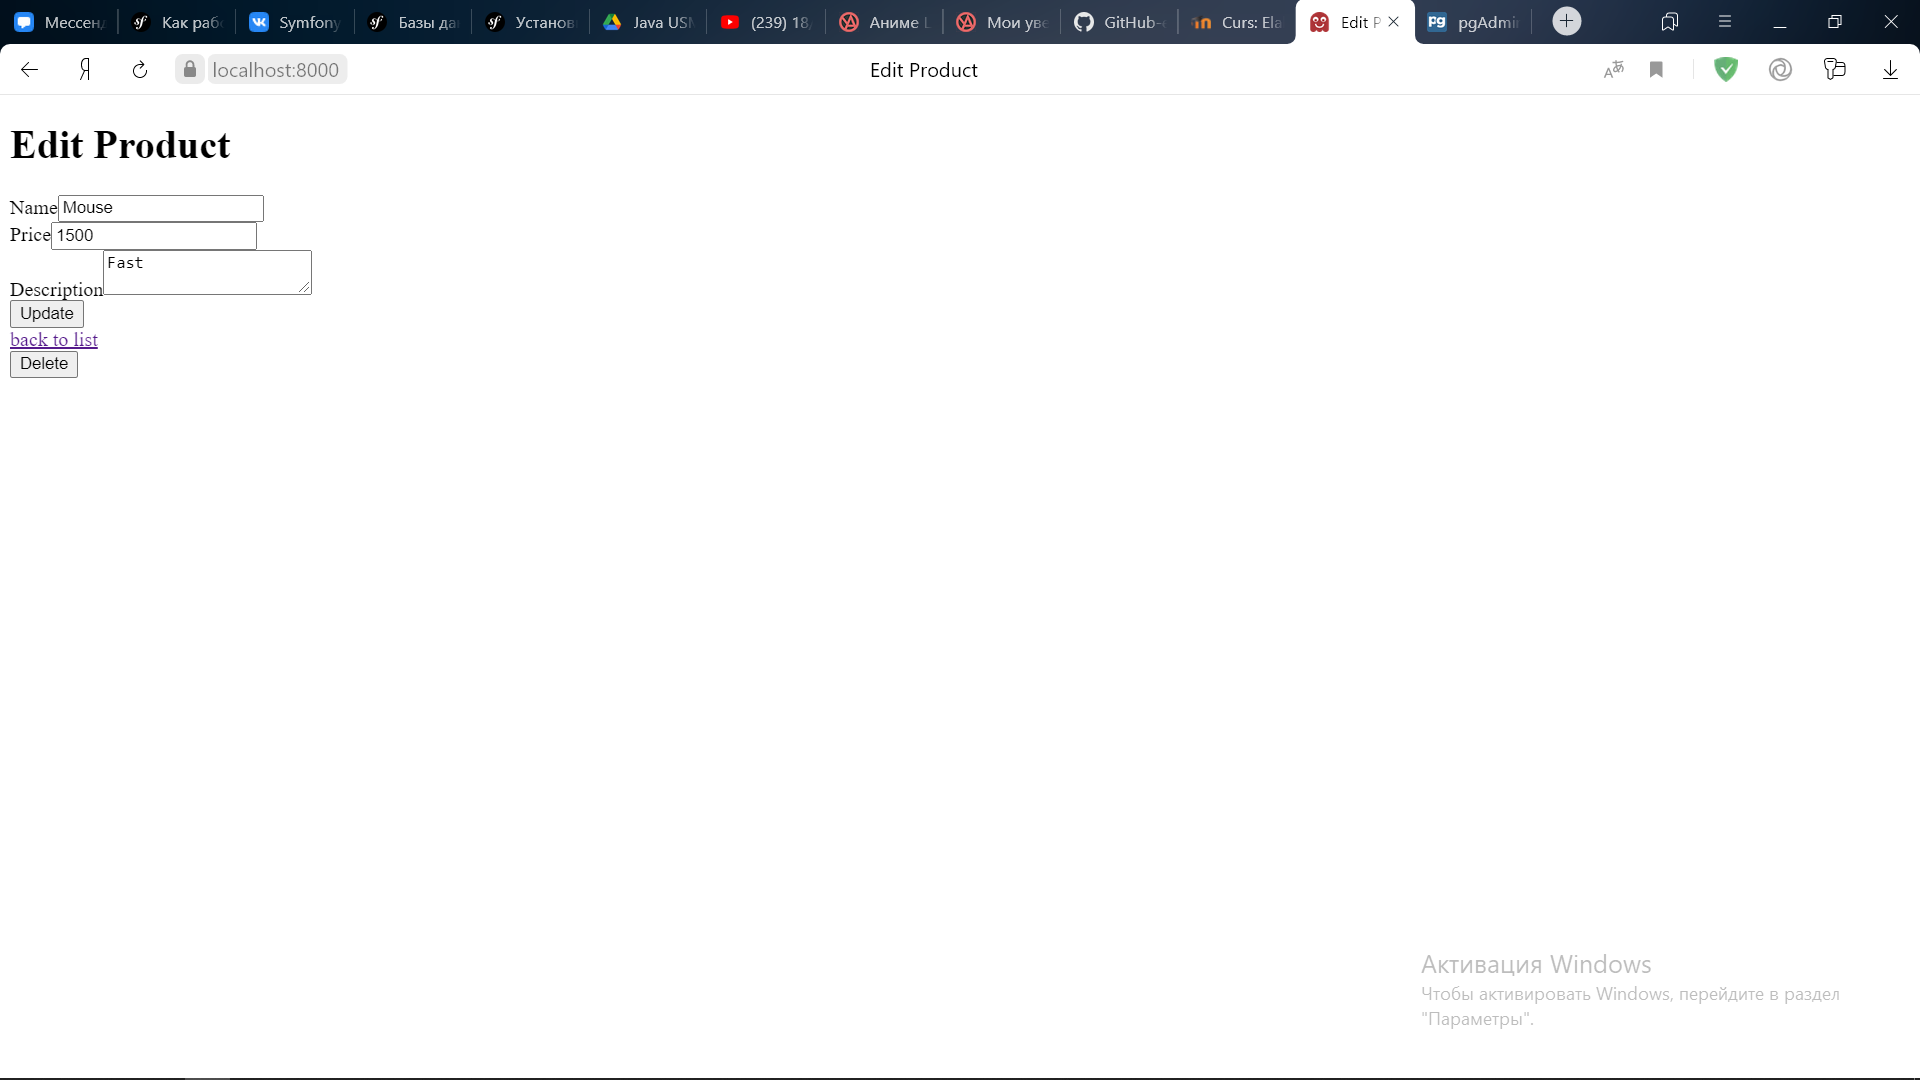 Мессенд
Как раб
Symfony
Базы да
Установ
Java USM
(239) 18
Аниме
Мои уве
GitHub-
Curs: Ela
Edit P
pgAdmi
localhost:8000
Edit Product
Edit Product
Name Mouse
Price 1500
Description Fast
Update
back to list
Delete
Активация Windows
Чтобы активировать Windows, перейдите в раздел
"Параметры".